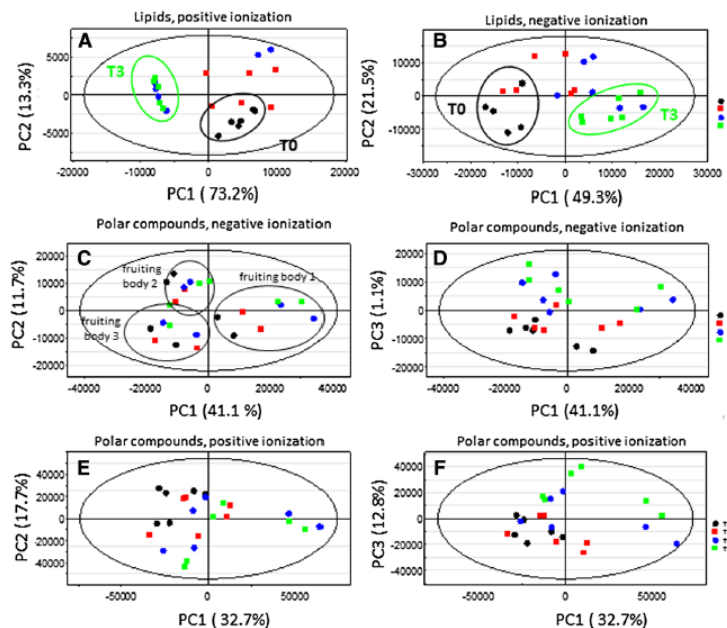 Lipids, positive ionization
A
T3
T0
5000
0
-5000
PC2 (13.3%)
-20000 -10000 0 10000 20000
PC1 ( 73.2%)
Lipids, negative ionization
B
T0
T3
20000
10000
0
-10000
PC2 (21.5%)
-20000 -10000 0 10000 20000
PC1 ( 49.3%)
Polar compounds, negative ionization
C
fruiting
body 2
fruiting body 1
fruiting
body 3
20000
10000
0
-10000
-20000
PC2 (11.7%)
-40000 -20000 0 20000 40000
PC1 (41.1 %)
Polar compounds, negative ionization
D
20000
10000
0
-10000
-20000
PC3 (1.1%)
-40000 -20000 0 20000 40000
PC1 (41.1%)
Polar compounds, positive ionization
E
40000
20000
0
-20000
-40000
PC2 (17.7%)
-50000 0 50000
PC1 ( 32.7%)
Polar compounds, positive ionization
F
40000
20000
0
-20000
-40000
PC3 (12.8%)
-50000 0 50000
PC1 ( 32.7%)
T
T
T
T